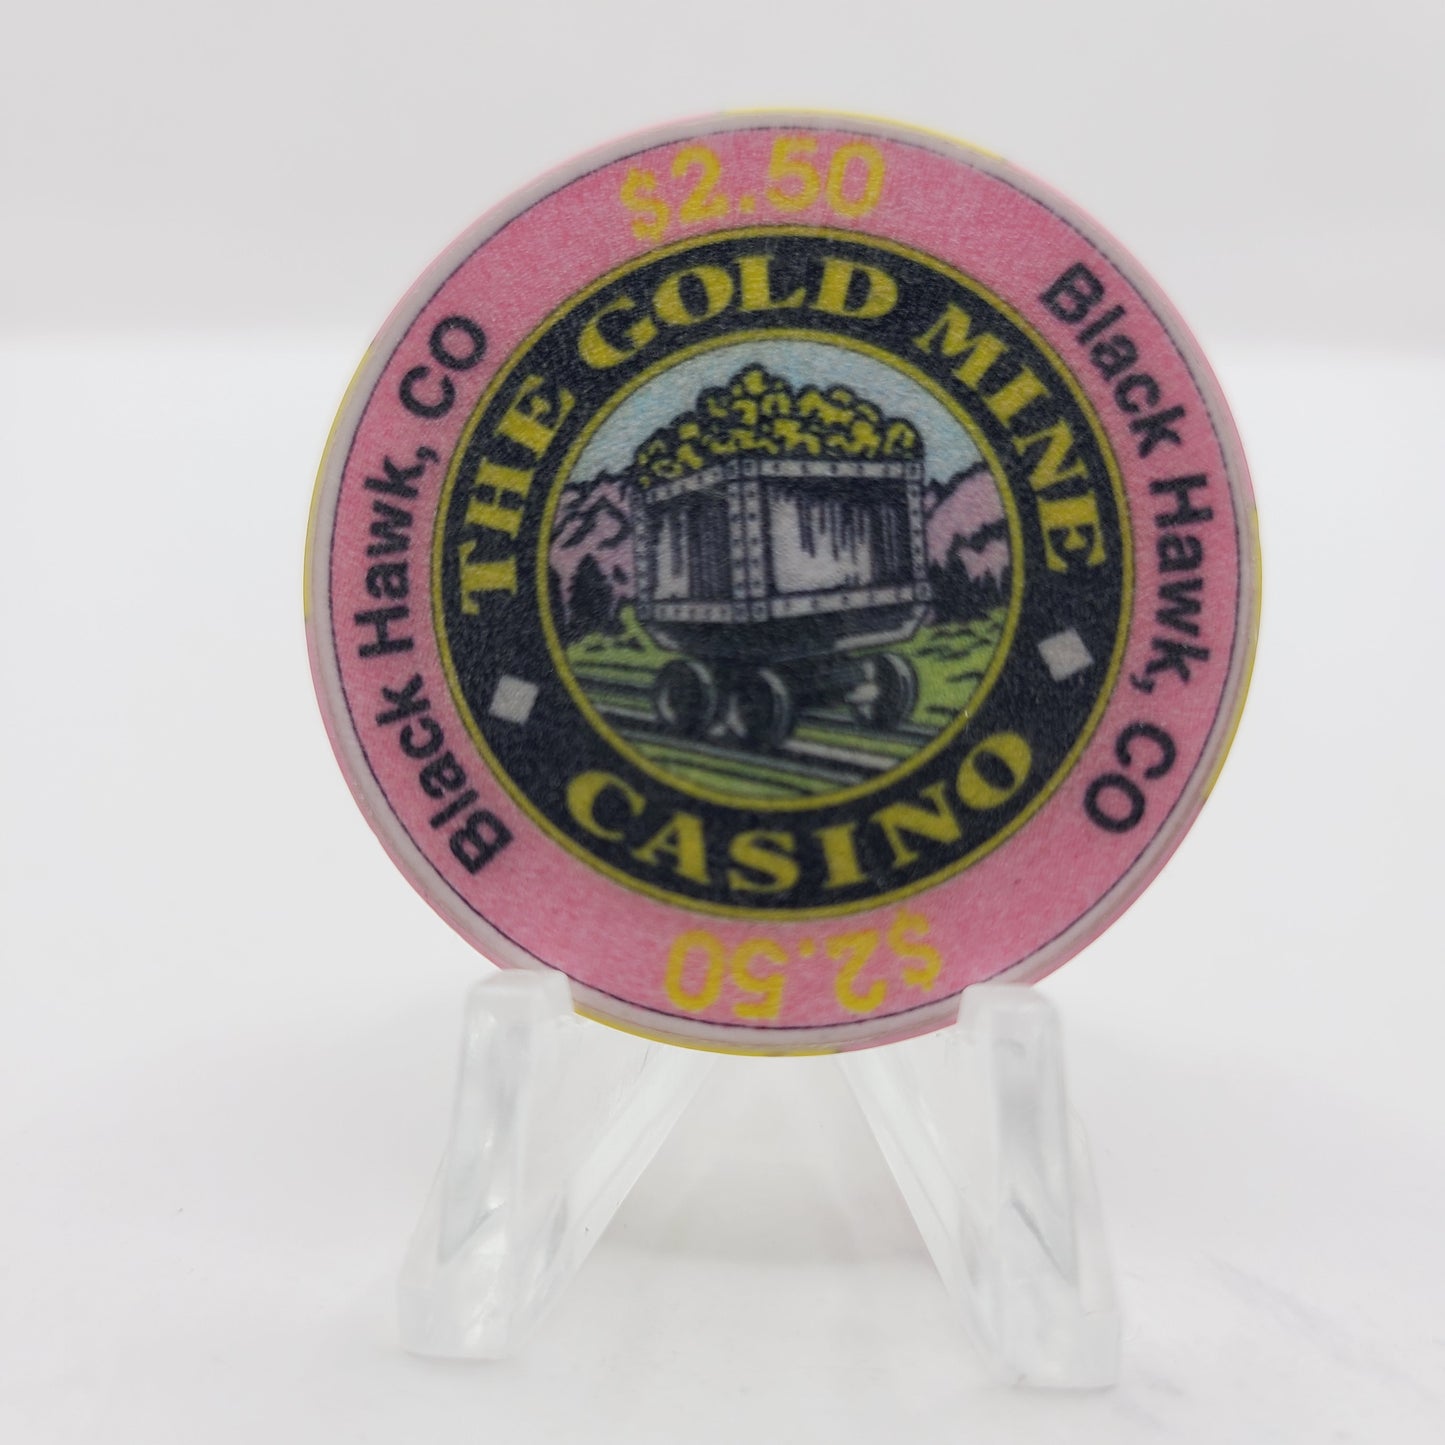 $2.50
THE GOLD MINE
CASINO
Black Hawk, CO
Black Hawk, CO
$2.50